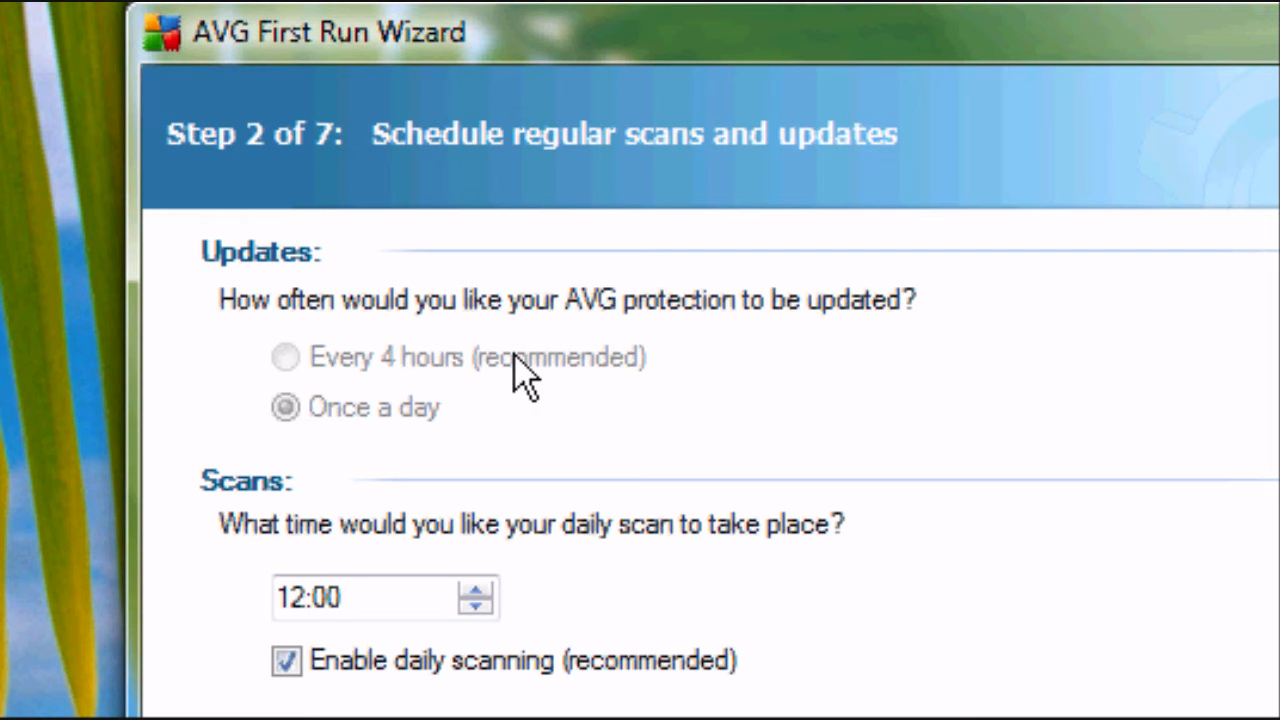 AVG First Run Wizard
Step 2 of 7: Schedule regular scans and updates
Updates:
How often would you like your AVG protection to be updated?
Every 4 hours (recommended)
Once a day
Scans:
What time would you like your daily scan to take place?
12:00
Enable daily scanning (recommended)